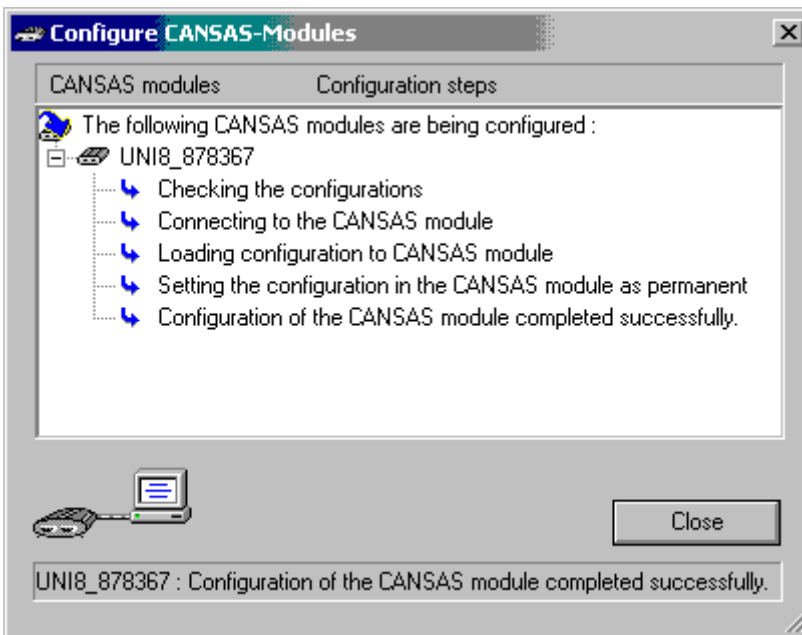 Configure CANSAS-Modules
CANSAS modules Configuration steps
The following CANSAS modules are being configured :
UNI8_878367
Checking the configurations
Connecting to the CANSAS module
Loading configuration to CANSAS module
Setting the configuration in the CANSAS module as permanent
Configuration of the CANSAS module completed successfully.
Close
UNI8_878367 : Configuration of the CANSAS module completed successfully.